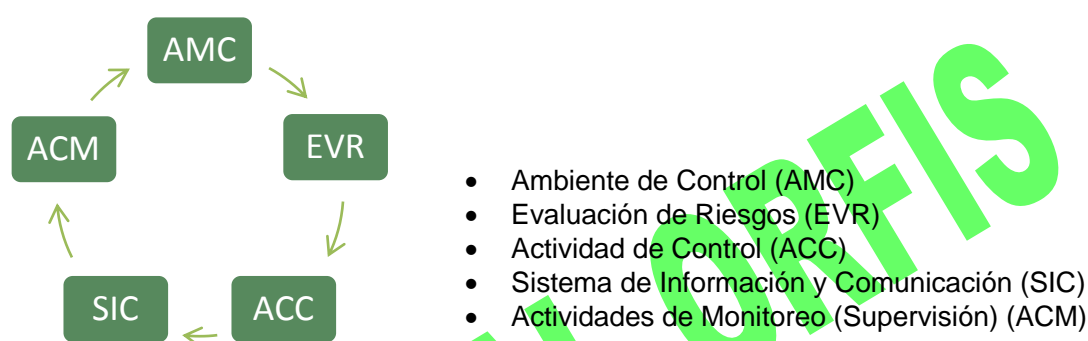 AMC
ACM
EVR
SIC
ACC
• Ambiente de Control (AMC)
• Evaluación de Riesgos (EVR)
• Actividad de Control (ACC)
• Sistema de Información y Comunicación (SIC)
• Actividades de Monitoreo (Supervisión) (ACM)
ORFIS